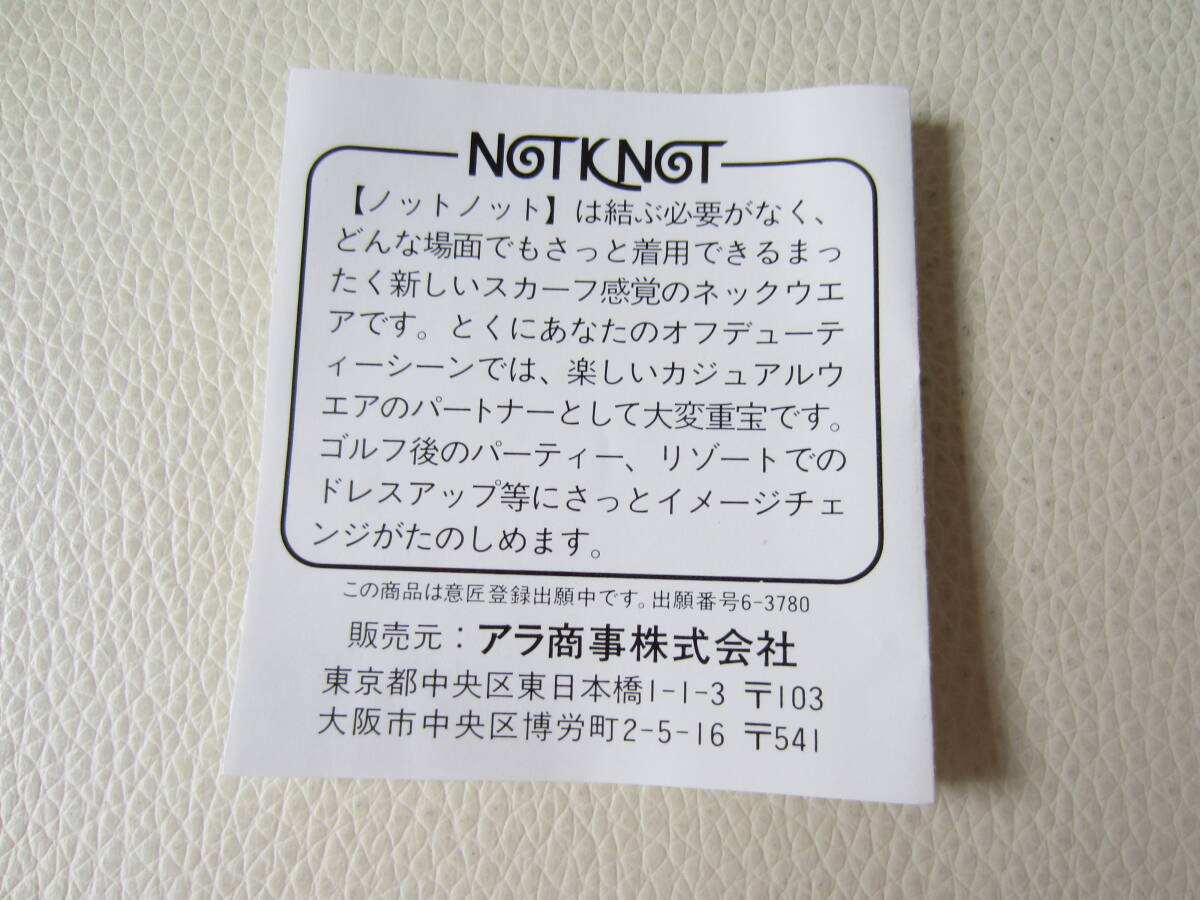 NOTKNOT
【ノットノット】は結ぶ必要がなく、
どんな場面でもさっと着用できるまっ
たく新しいスカーフ感覚のネックウエ
アです。とくにあなたのオフデューテ
ィーシーンでは、楽しいカジュアルウ
エアのパートナーとして大変重宝です。
ゴルフ後のパーティー、リゾートでの
ドレスアップ等にさっとイメージチェ
ンジがたのしめます。
この商品は意匠登録出願中です。出願番号6-3780
販売元：アラ商事株式会社
東京都中央区東日本橋1-1-3 〒103
大阪市中央区博労町2-5-16 〒541